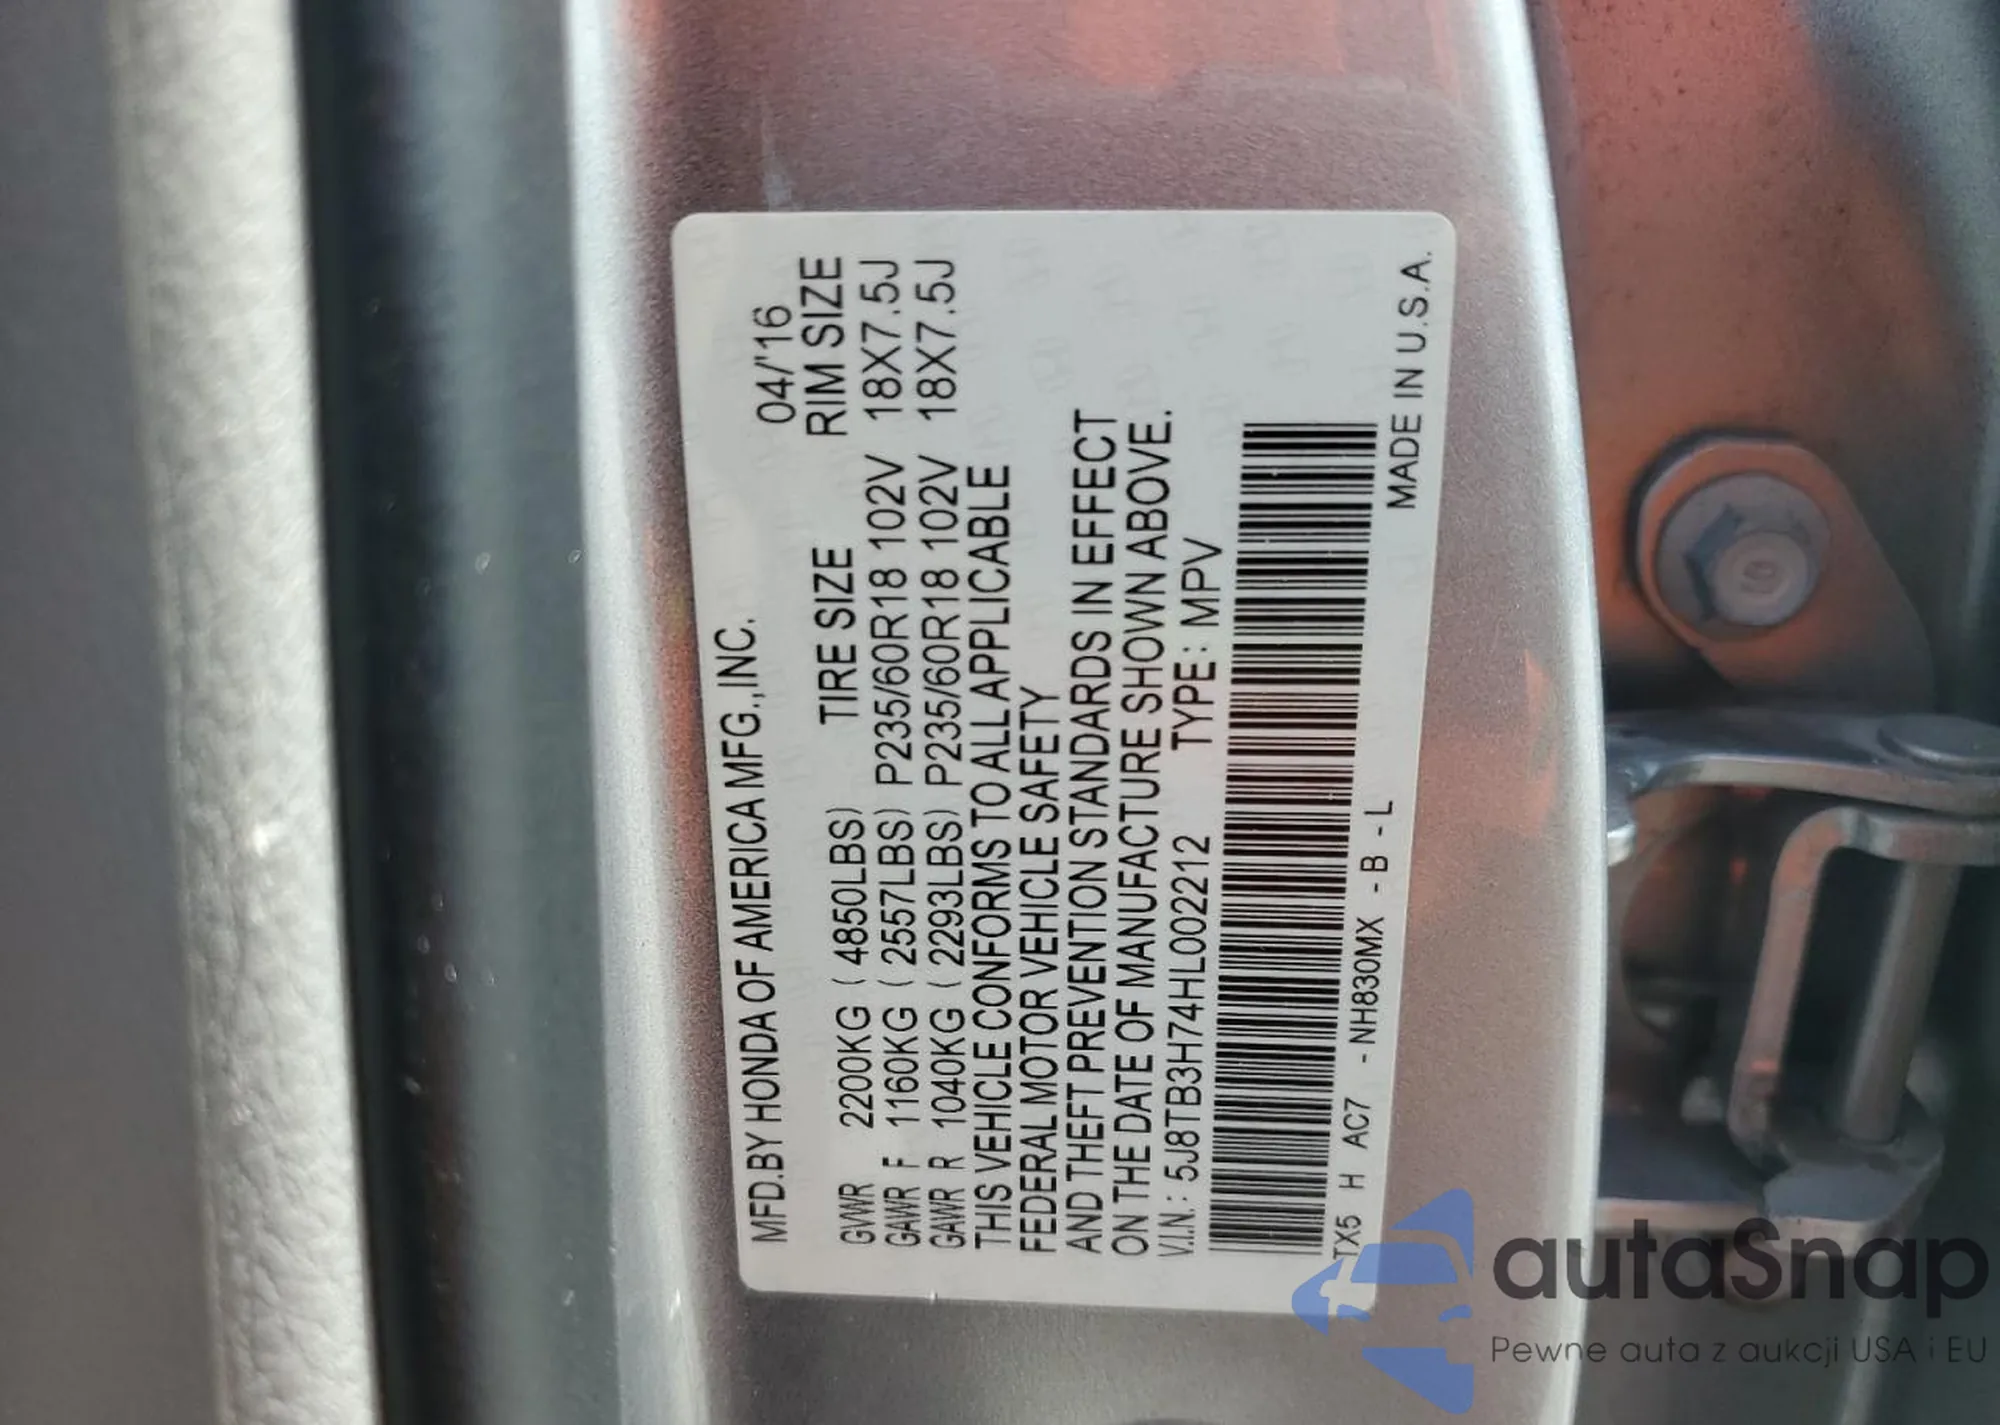 MFD.BY HONDA OF AMERICA MFG.,INC.
04/'16
TIRE SIZE RIM SIZE
GVWR 2200KG ( 4850LBS)
GAWR F 1160KG ( 2557LBS) P235/60R18 102V 18X7.5J
GAWR R 1040KG ( 2293LBS) P235/60R18 102V 18X7.5J
THIS VEHICLE CONFORMS TO ALL APPLICABLE
FEDERAL MOTOR VEHICLE SAFETY
AND THEFT PREVENTION STANDARDS IN EFFECT
ON THE DATE OF MANUFACTURE SHOWN ABOVE.
V.I.N.: 5J8TB3H74HL002212 TYPE: MPV
TX5 H AC7 -NH830MX -B-L
MADE IN U.S.A.
autaSnap
Pewne auta z aukcji USA i EU